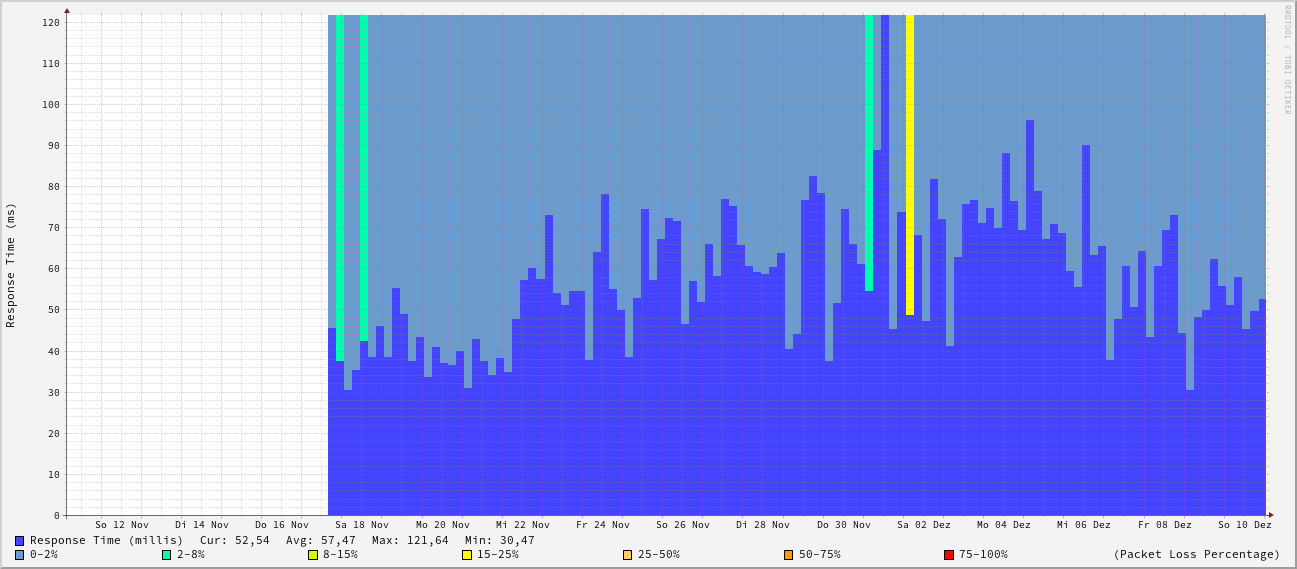 RRDTOOL / TOBI OETIKER
Response Time (ms)
120
110
100
90
80
70
60
50
40
30
20
10
0
So 12 Nov Di 14 Nov Do 16 Nov Sa 18 Nov Mo 20 Nov Mi 22 Nov Fr 24 Nov So 26 Nov Di 28 Nov Do 30 Nov Sa 02 Dez Mo 04 Dez Mi 06 Dez Fr 08 Dez So 10 Dez
Response Time (millis) Cur: 52,54 Avg: 57,47 Max: 121,64 Min: 30,47
0-2% 2-8% 8-15% 15-25% 25-50% 50-75% 75-100% (Packet Loss Percentage)